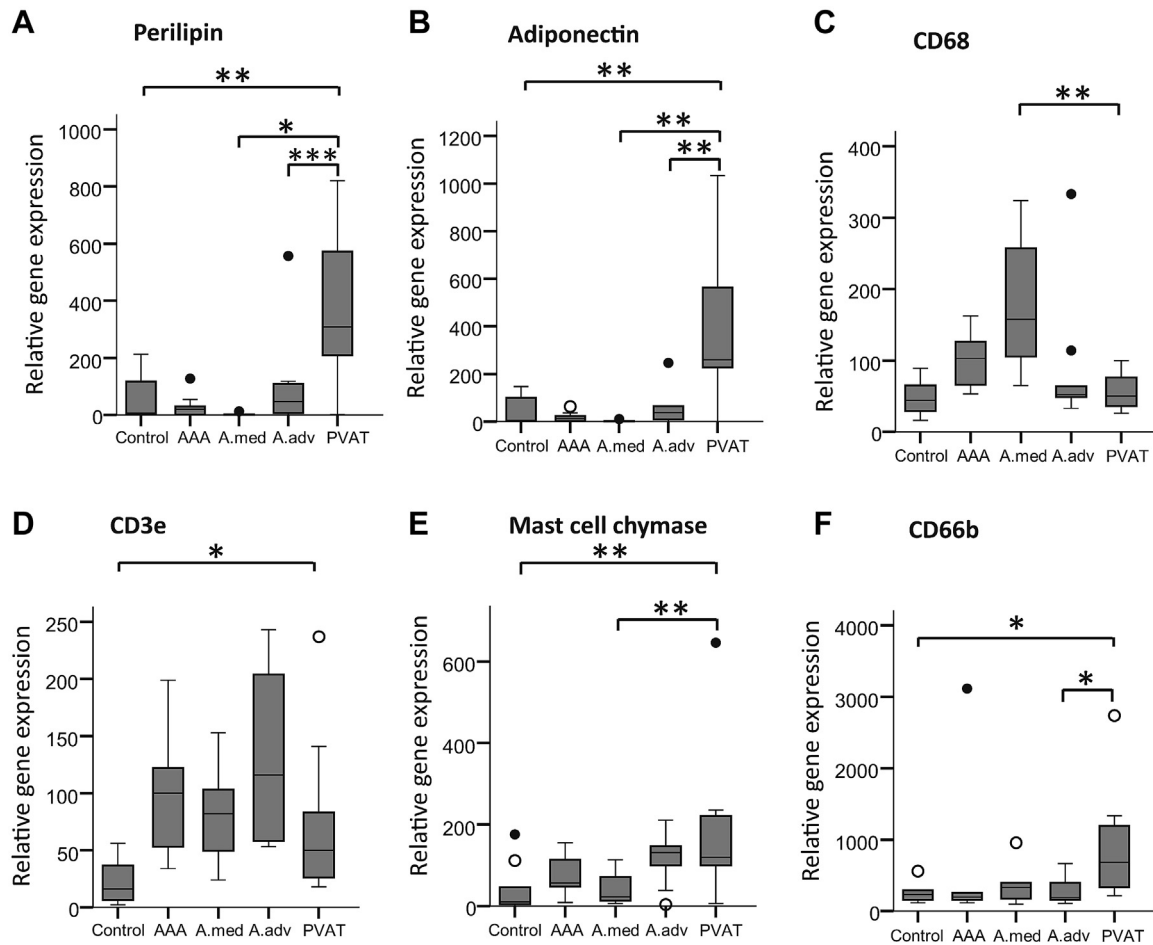 A
Perilipin
**
*
***
Relative gene expression
1000
800
600
400
200
0
Control AAA A.med A.adv PVAT
B
Adiponectin
**
**
**
Relative gene expression
1200
1000
800
600
400
200
0
Control AAA A.med A.adv PVAT
C
CD68
**
Relative gene expression
400
300
200
100
0
Control AAA A.med A.adv PVAT
D
CD3e
*
Relative gene expression
250
200
150
100
50
0
Control AAA A.med A.adv PVAT
E
Mast cell chymase
**
**
Relative gene expression
600
400
200
0
Control AAA A.med A.adv PVAT
F
CD66b
*
*
Relative gene expression
4000
3000
2000
1000
0
Control AAA A.med A.adv PVAT